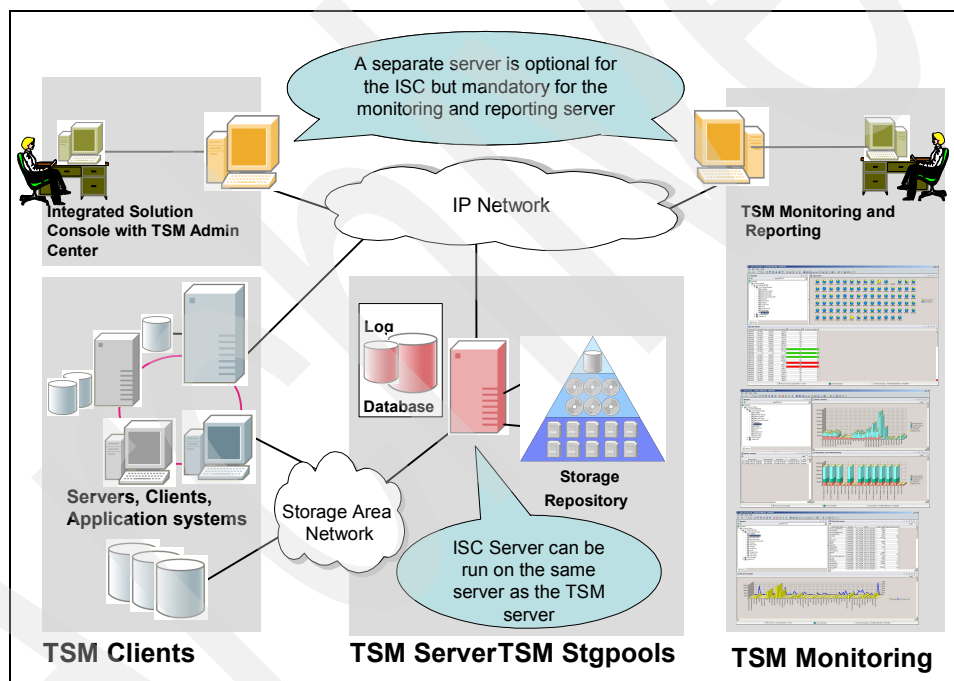 A separate server is optional for
the ISC but mandatory for the
monitoring and reporting server
Integrated Solution
Console with TSM Admin
Center
IP Network
TSM Monitoring and
Reporting
Log
Database
Storage
Repository
Servers, Clients,
Application systems
Storage Area
Network
ISC Server can be
run on the same
server as the TSM
server
TSM Clients
TSM ServerTSM Stgpools
TSM Monitoring